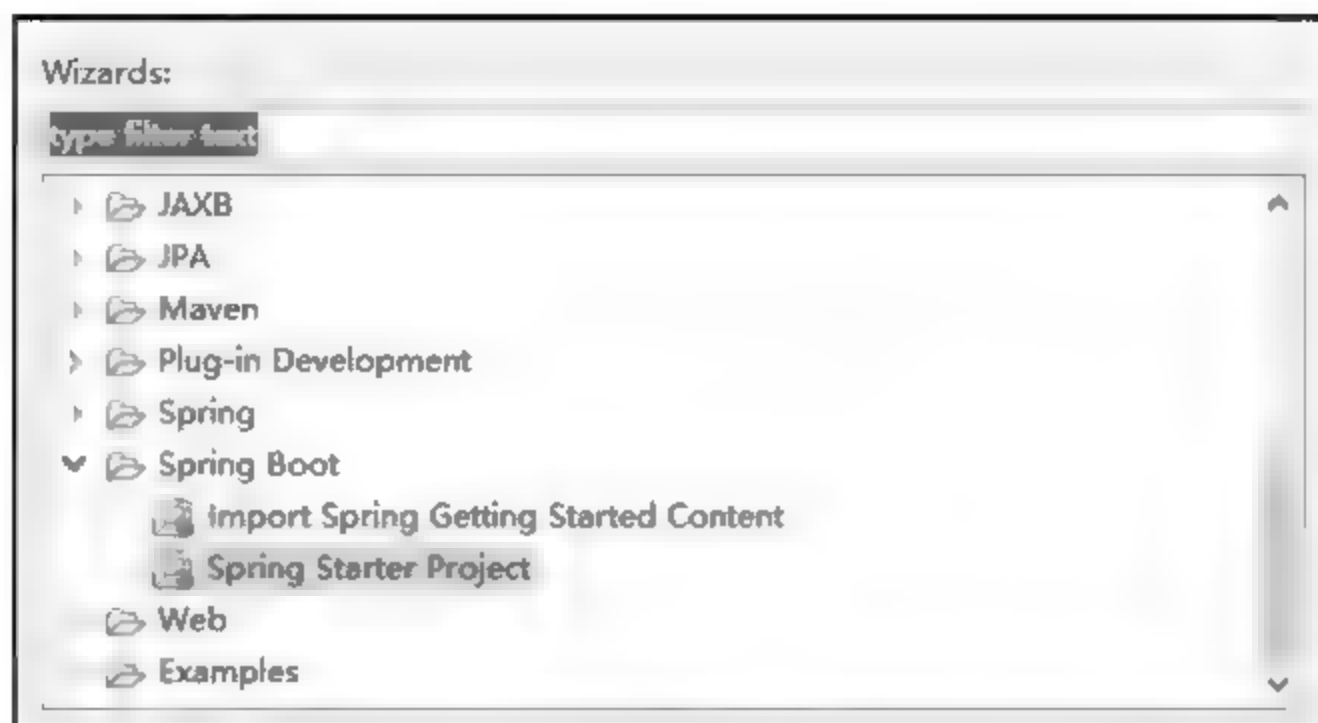 Wizards:
type filter text
JAXB
JPA
Maven
Plug-in Development
Spring
Spring Boot
Import Spring Getting Started Content
Spring Starter Project
Web
Examples